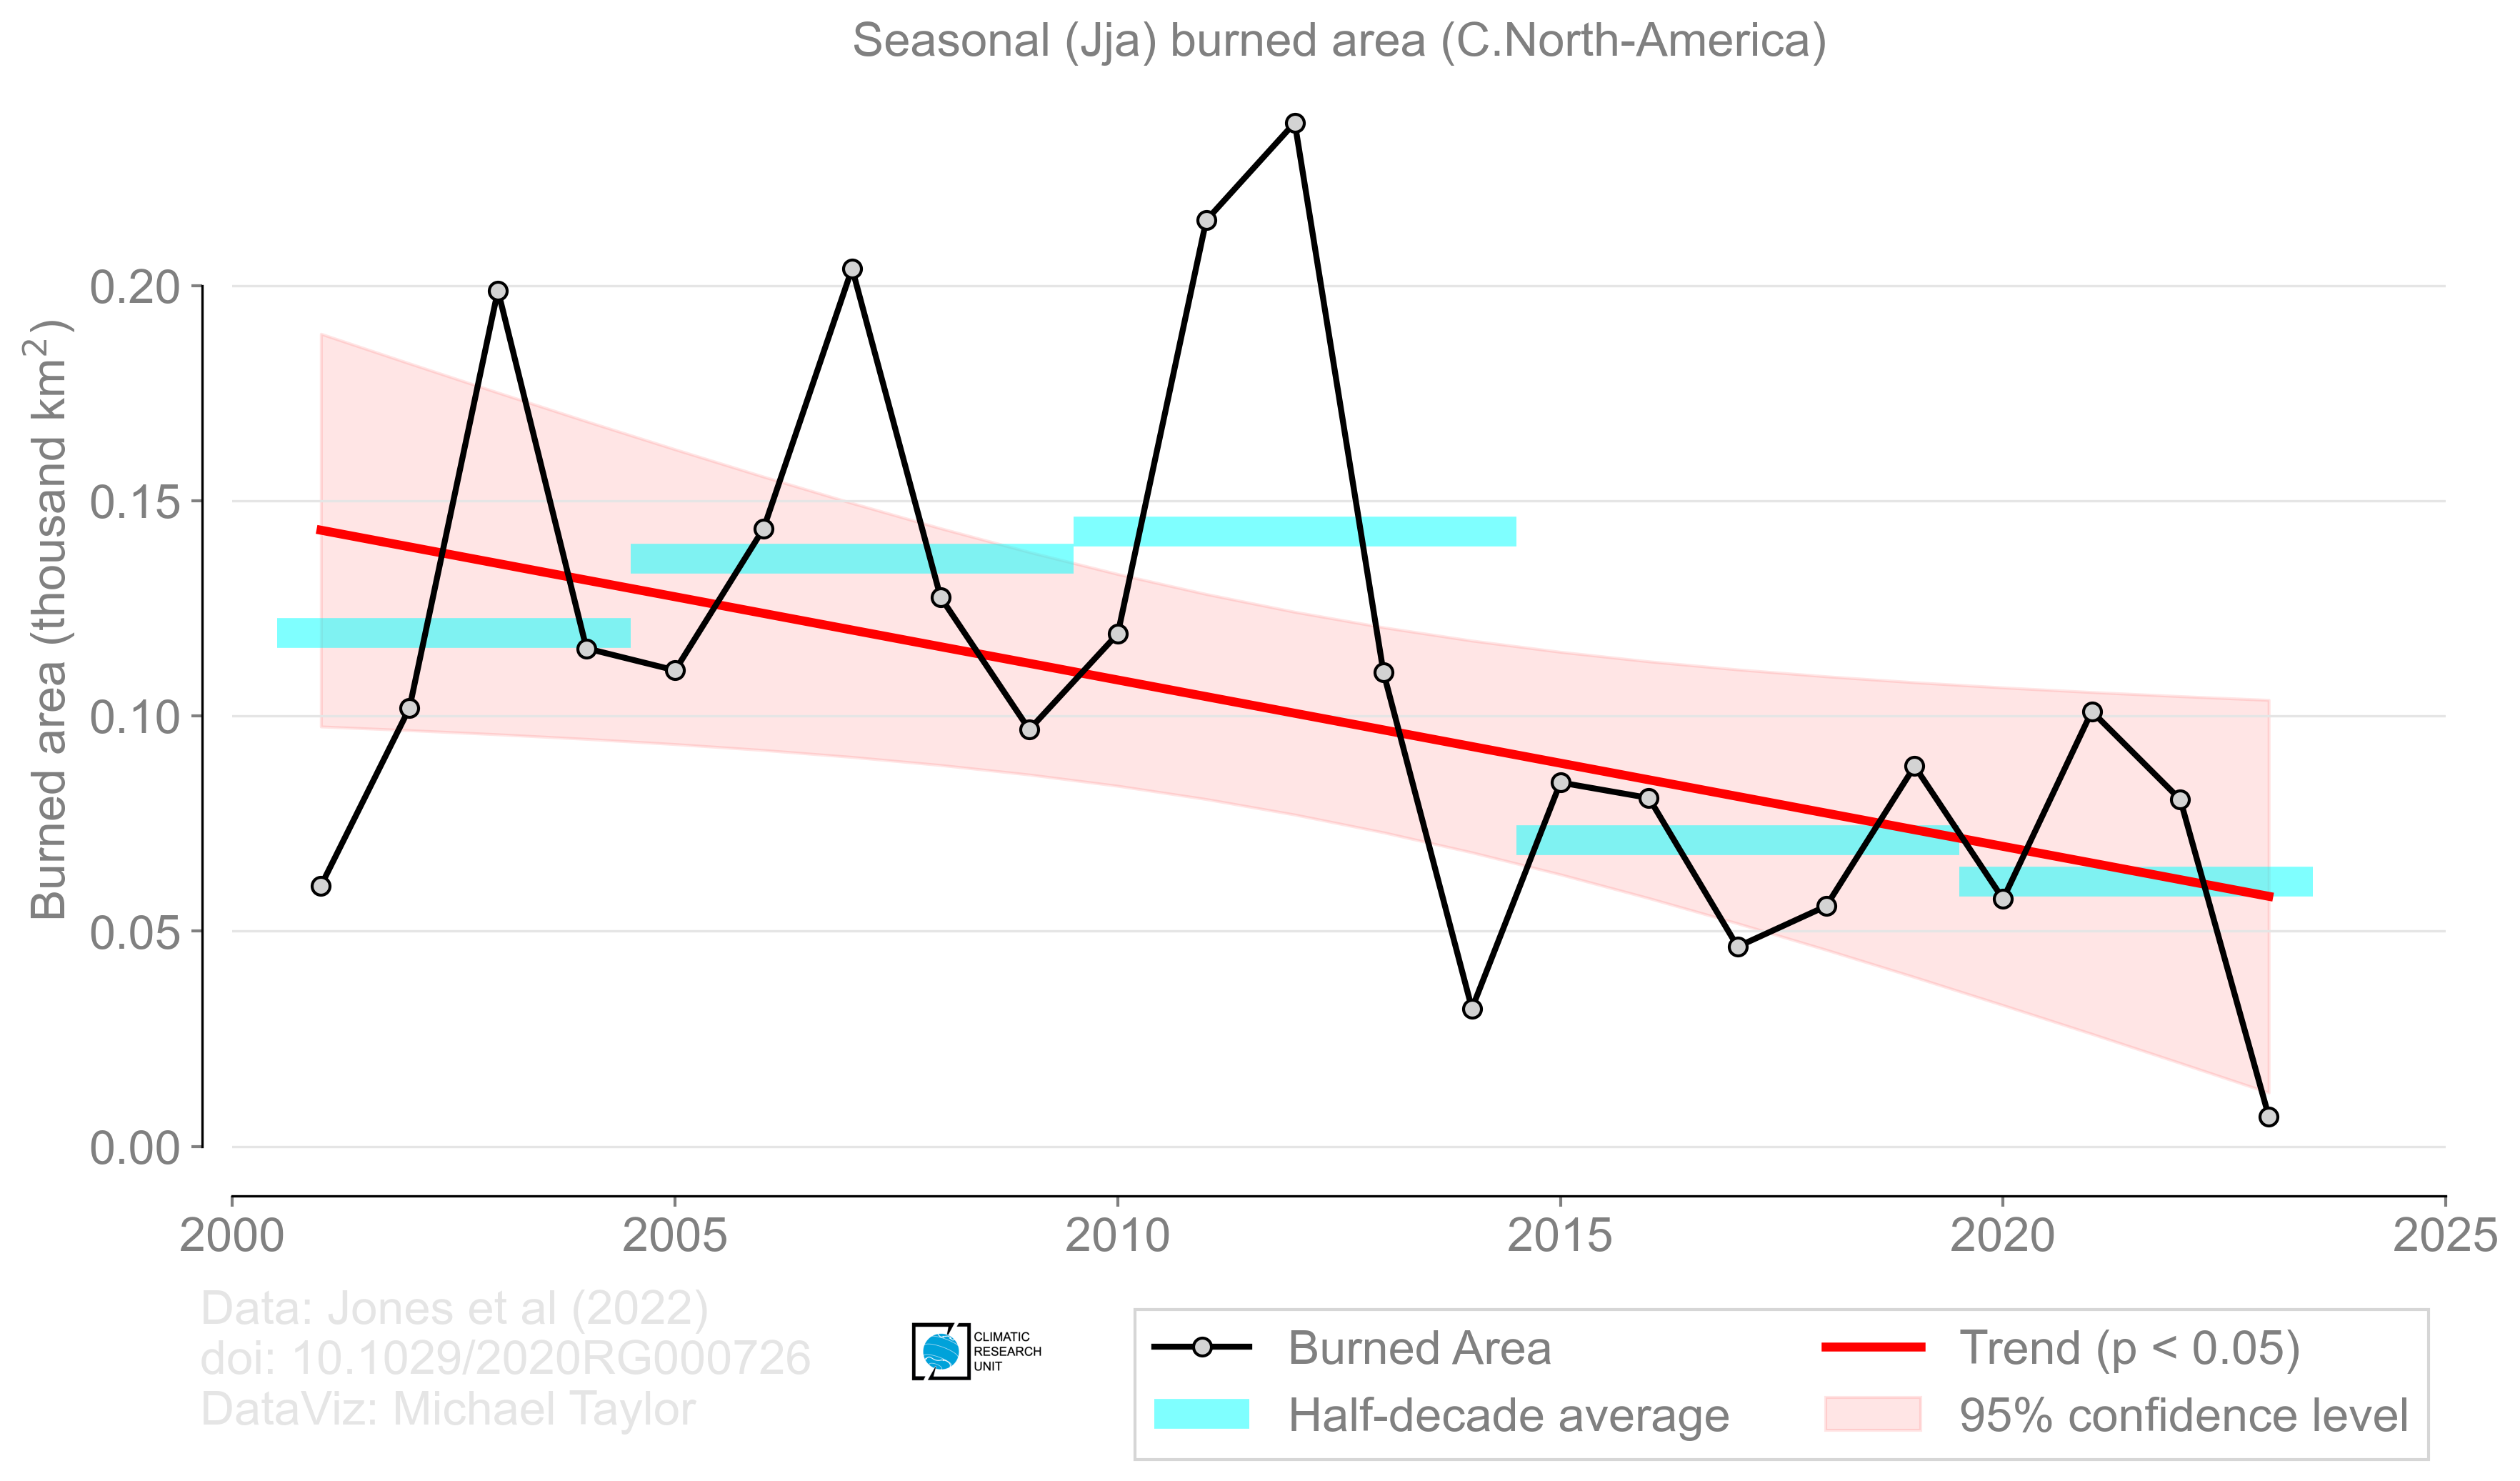 Seasonal (Jja) burned area (C.North-America)
Burned area (thousand km²)
0.20
0.15
0.10
0.05
0.00
2000 2005 2010 2015 2020 2025
Data: Jones et al (2022)
doi: 10.1029/2020RG000726
DataViz: Michael Taylor
CLIMATIC
RESEARCH
UNIT
Burned Area
Half-decade average
Trend (p < 0.05)
95% confidence level